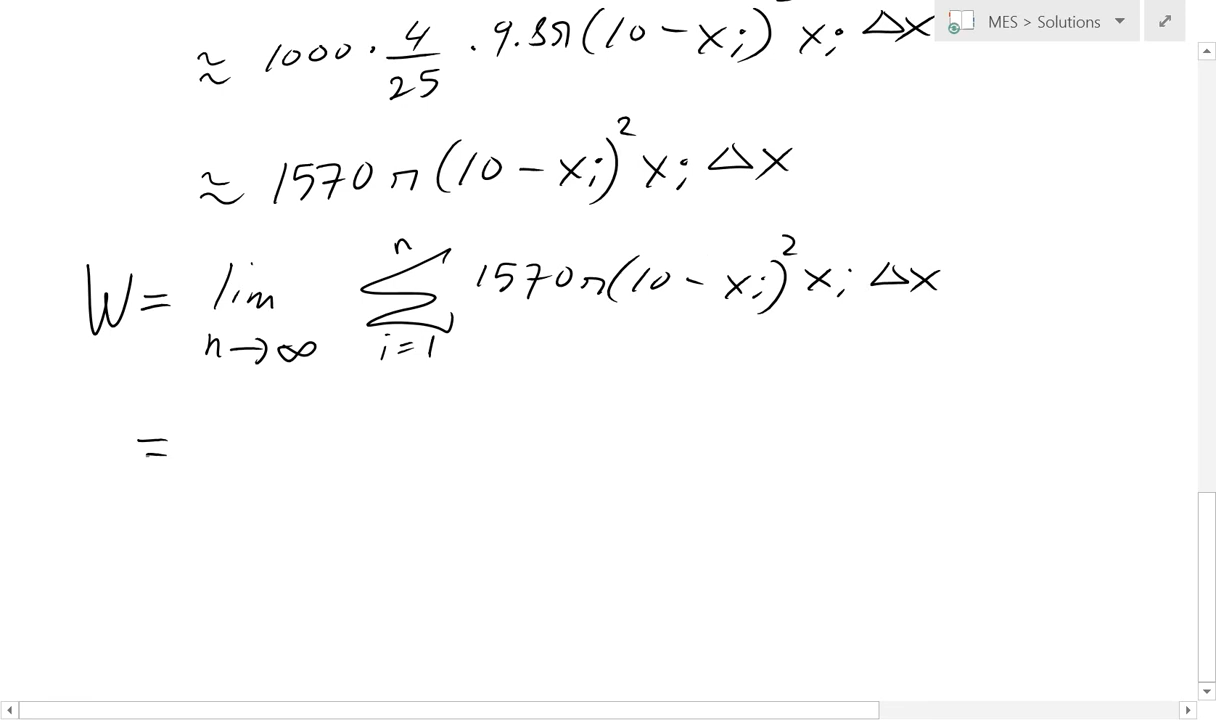 MES > Solutions
≈ 1000 · 4/25 · 9.8π(10 − xᵢ)² xᵢ Δx
≈ 1570π(10 − xᵢ)² xᵢ Δx
W = lim n→∞ Σ i=1 n 1570π(10 − xᵢ)² xᵢ Δx
=